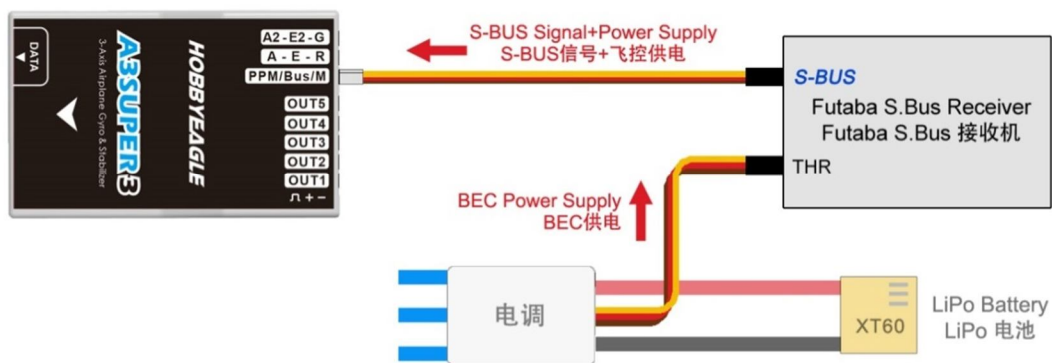 DATA
A3SUPER3
3-Axis Airplane Gyro & Stabilizer
HOBBYEAGLE
A2-E2-G
A-E-R
PPM/Bus/M
OUT5
OUT4
OUT3
OUT2
OUT1
⎍ + −
S-BUS Signal+Power Supply
S-BUS信号+飞控供电
S-BUS
Futaba S.Bus Receiver
Futaba S.Bus 接收机
THR
BEC Power Supply
BEC供电
电调
XT60
LiPo Battery
LiPo 电池